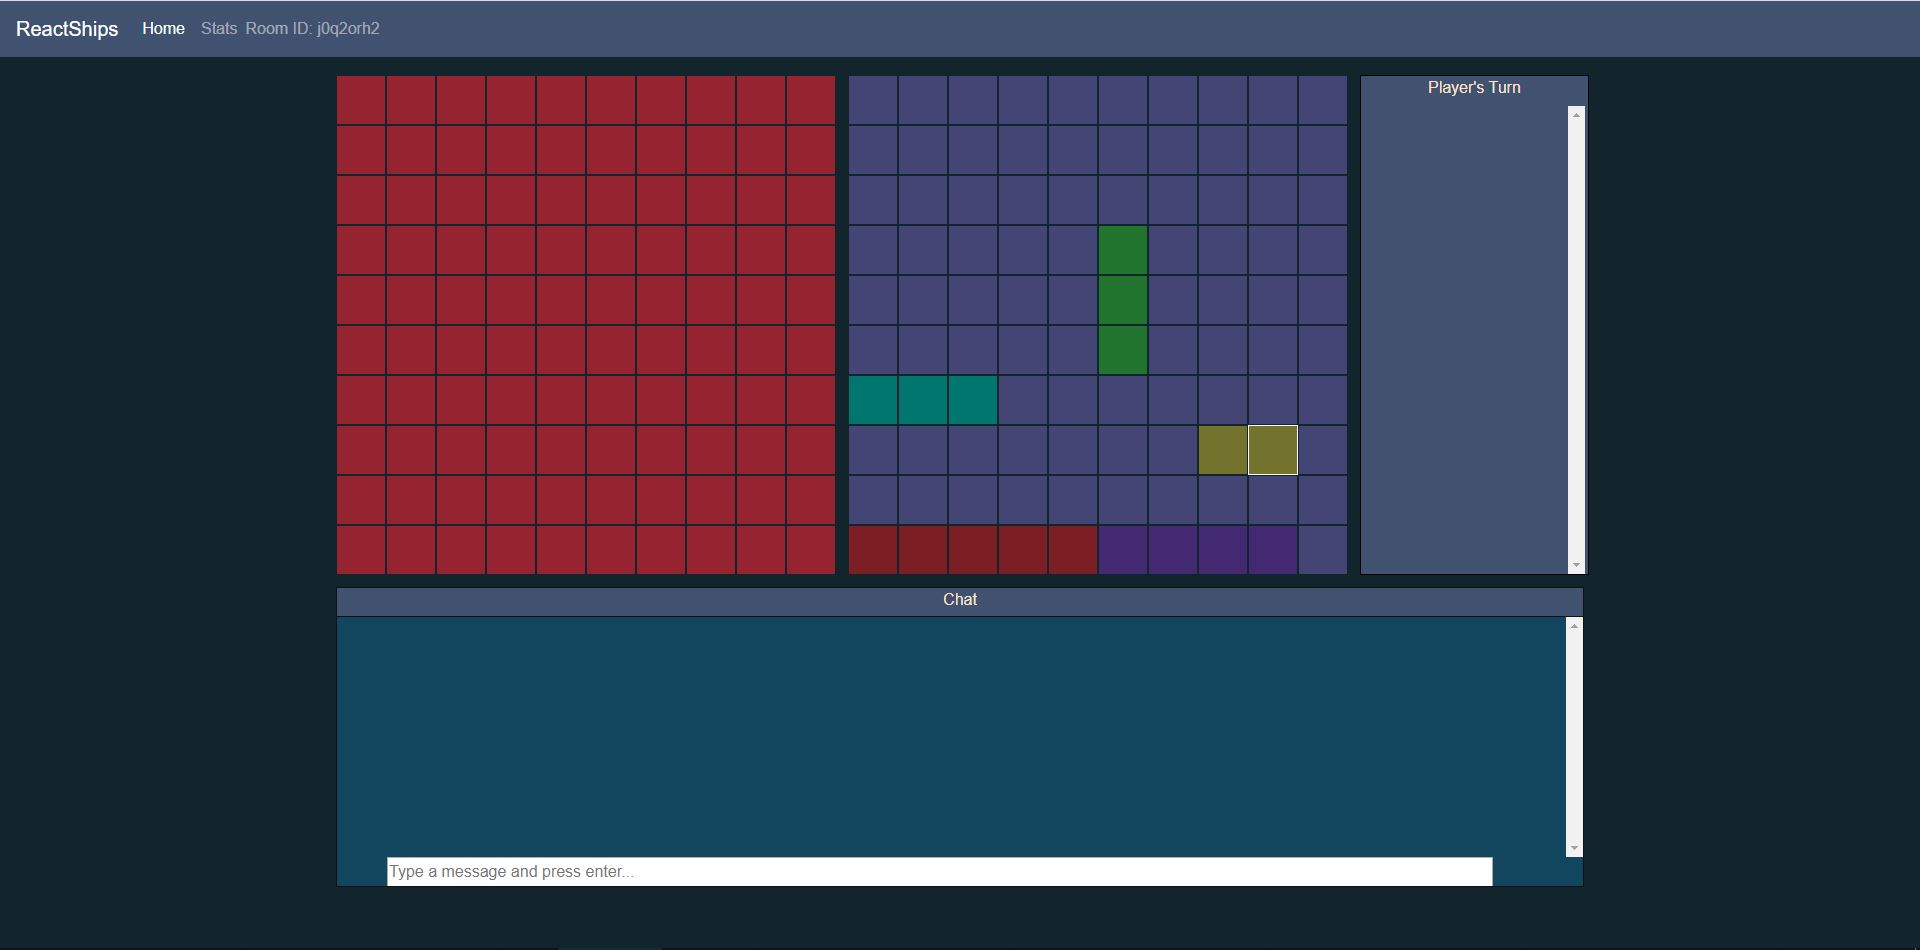 ReactShips Home Stats Room ID: j0q2orh2
Player's Turn
Chat
Type a message and press enter...